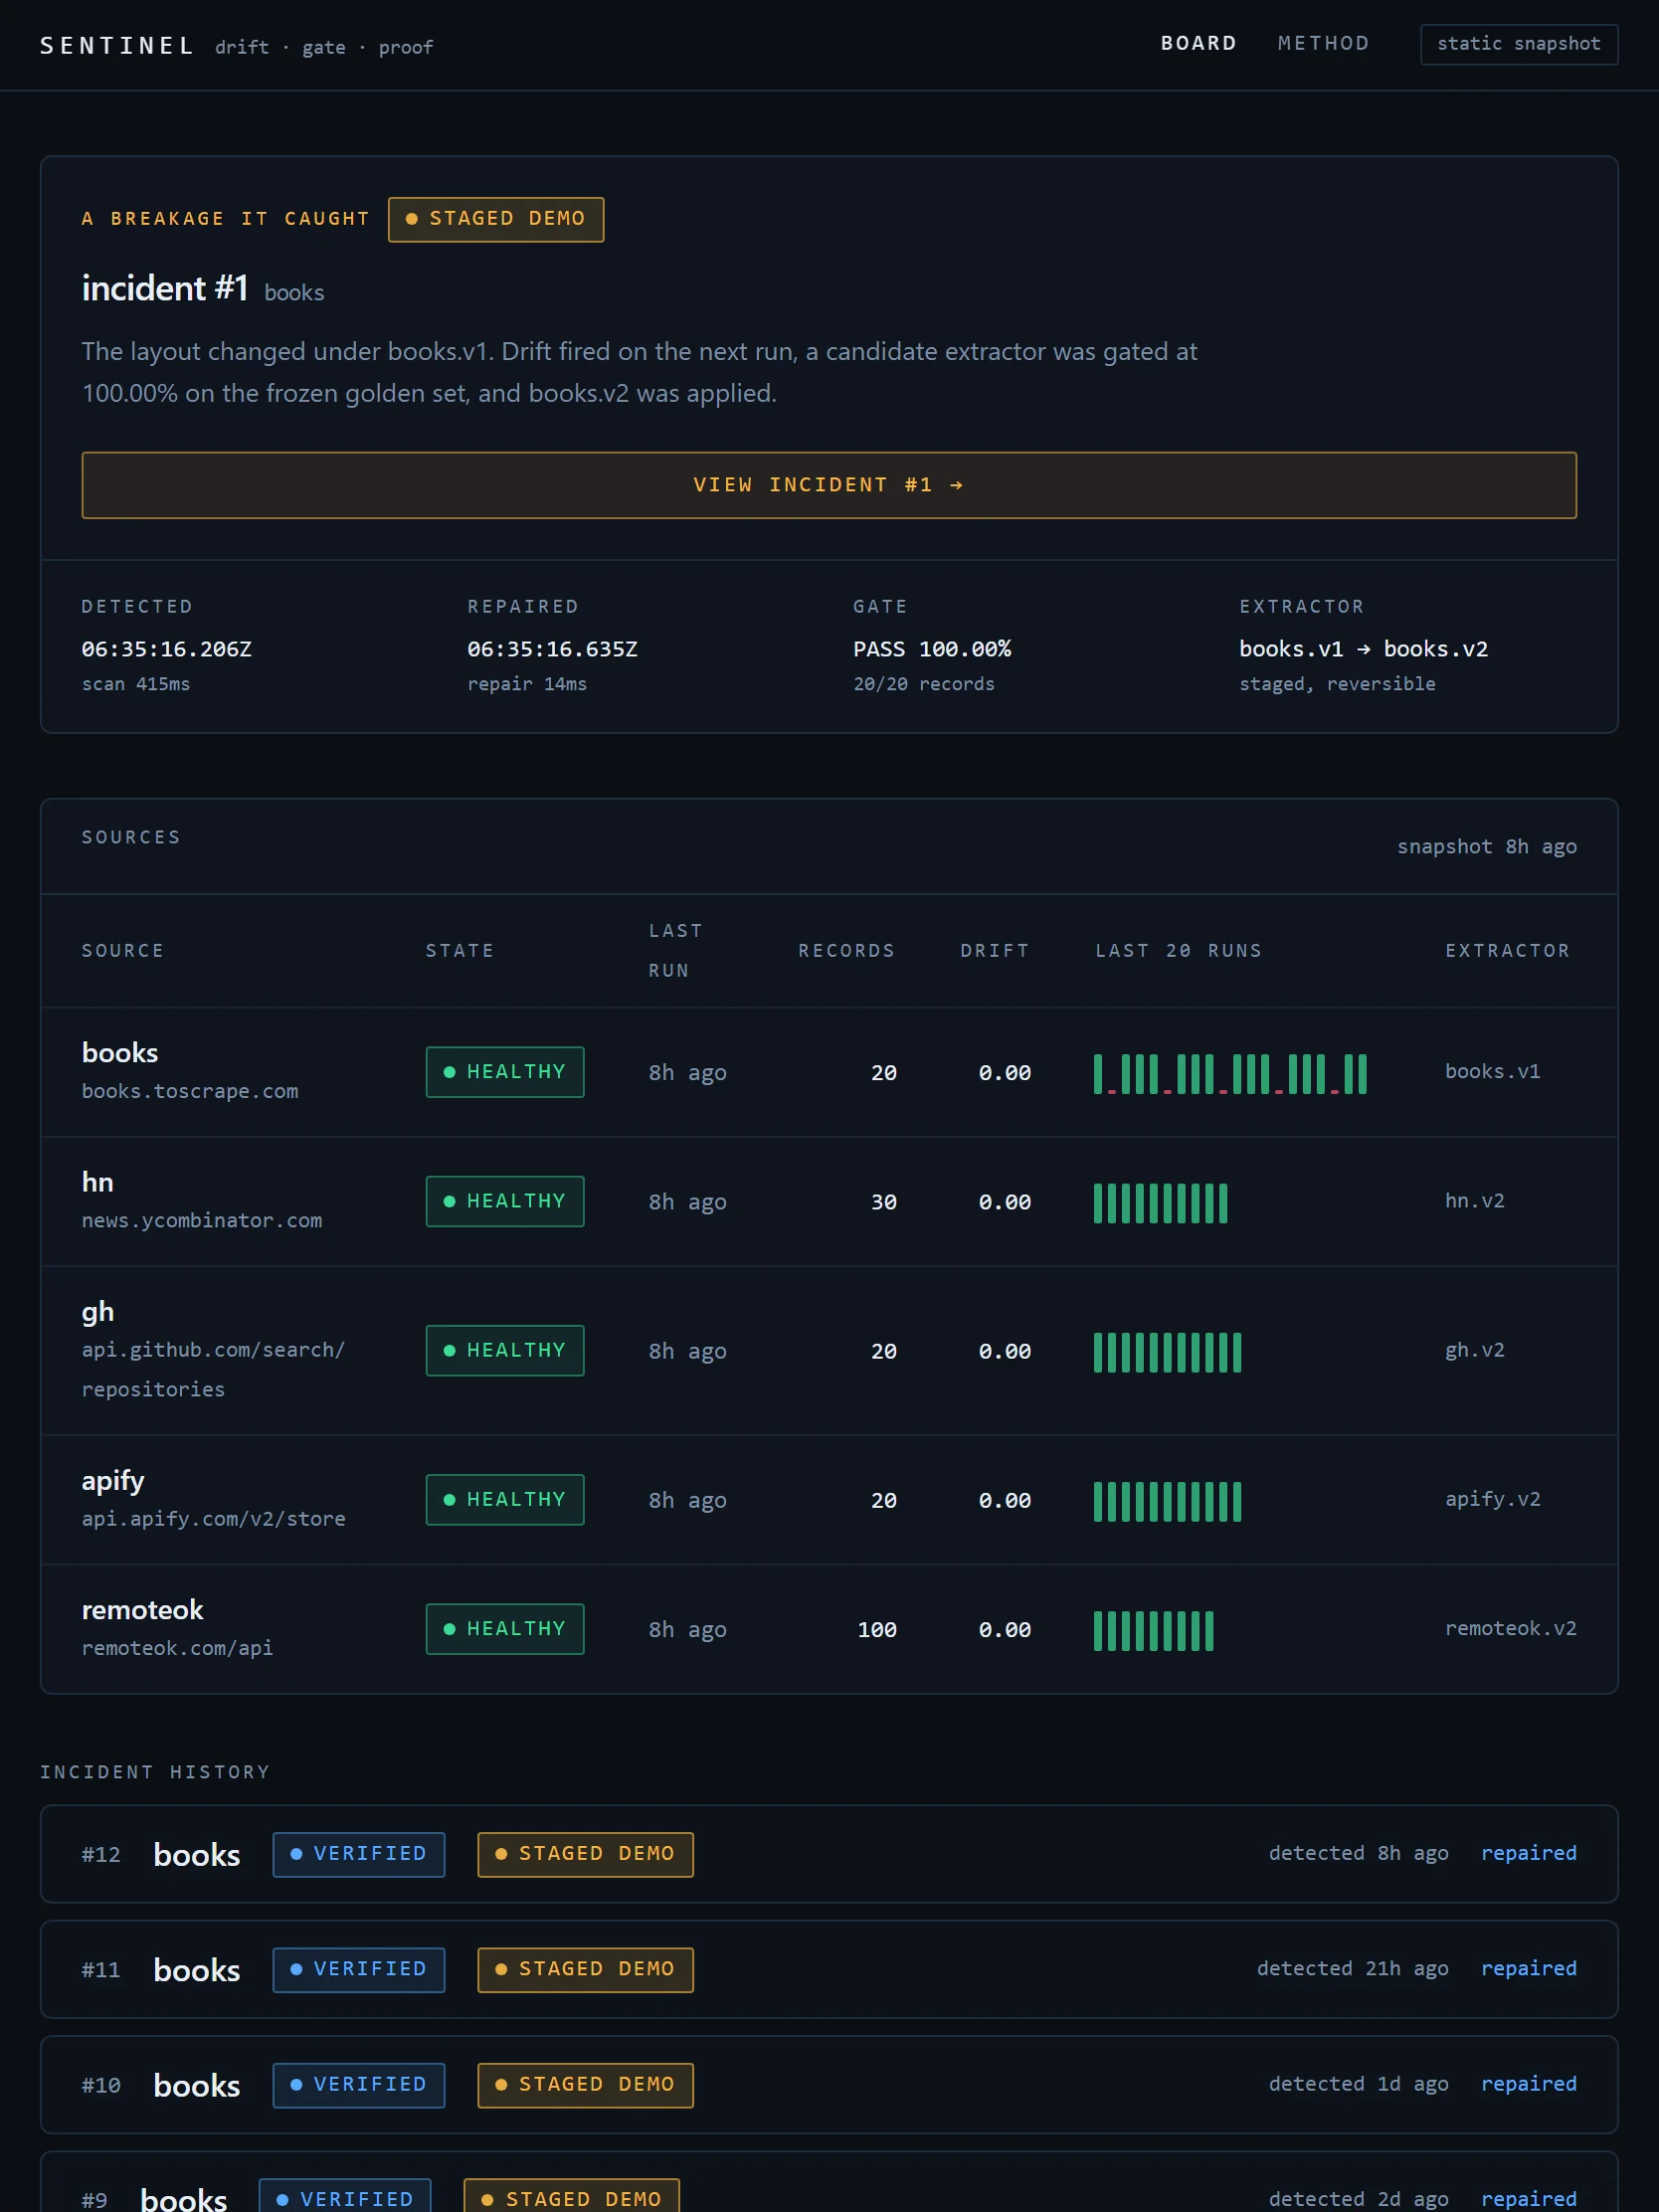 SENTINEL drift · gate · proof BOARD METHOD static snapshot
A BREAKAGE IT CAUGHT STAGED DEMO
incident #1 books
The layout changed under books.v1. Drift fired on the next run, a candidate extractor was gated at
100.00% on the frozen golden set, and books.v2 was applied.
VIEW INCIDENT #1 →
DETECTED REPAIRED GATE EXTRACTOR
06:35:16.206Z 06:35:16.635Z PASS 100.00% books.v1 → books.v2
scan 415ms repair 14ms 20/20 records staged, reversible
SOURCES snapshot 8h ago
SOURCE STATE LAST RUN RECORDS DRIFT LAST 20 RUNS EXTRACTOR
books HEALTHY 8h ago 20 0.00 books.v1
books.toscrape.com
hn HEALTHY 8h ago 30 0.00 hn.v2
news.ycombinator.com
gh HEALTHY 8h ago 20 0.00 gh.v2
api.github.com/search/
repositories
apify HEALTHY 8h ago 20 0.00 apify.v2
api.apify.com/v2/store
remoteok HEALTHY 8h ago 100 0.00 remoteok.v2
remoteok.com/api
INCIDENT HISTORY
#12 books VERIFIED STAGED DEMO detected 8h ago repaired
#11 books VERIFIED STAGED DEMO detected 21h ago repaired
#10 books VERIFIED STAGED DEMO detected 1d ago repaired
#9 books VERIFIED STAGED DEMO detected 2d ago repaired